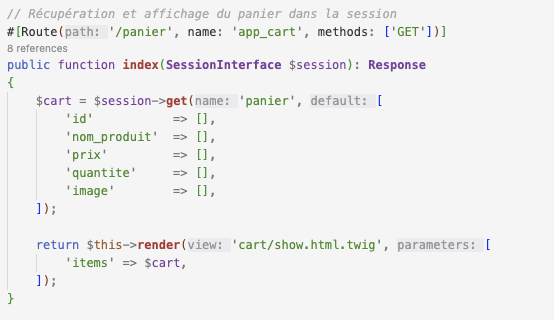 // Récupération et affichage du panier dans la session
#[Route(path: '/panier', name: 'app_cart', methods: ['GET'])]
8 references
public function index(SessionInterface $session): Response
{
    $cart = $session->get(name: 'panier', default: [
        'id'           => [],
        'nom_produit'  => [],
        'prix'         => [],
        'quantite'     => [],
        'image'        => [],
    ]);

    return $this->render(view: 'cart/show.html.twig', parameters: [
        'items' => $cart,
    ]);
}